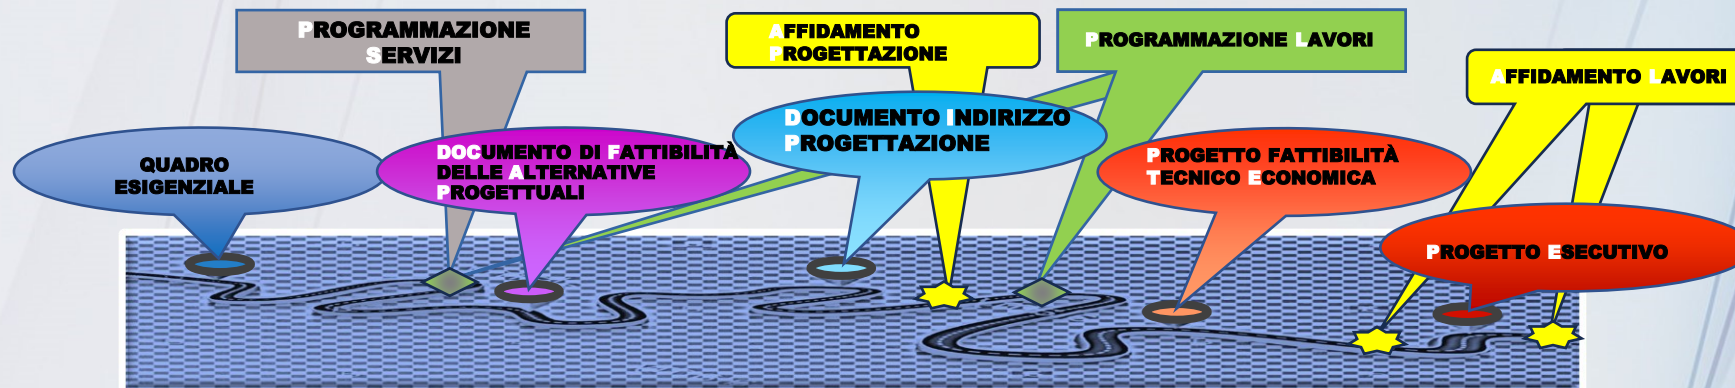 PROGRAMMAZIONE
SERVIZI
AFFIDAMENTO
PROGETTAZIONE
PROGRAMMAZIONE LAVORI
AFFIDAMENTO LAVORI
QUADRO
ESIGENZIALE
DOCUMENTO DI FATTIBILITÀ
DELLE ALTERNATIVE
PROGETTUALI
DOCUMENTO INDIRIZZO
PROGETTAZIONE
PROGETTO FATTIBILITÀ
TECNICO ECONOMICA
PROGETTO ESECUTIVO